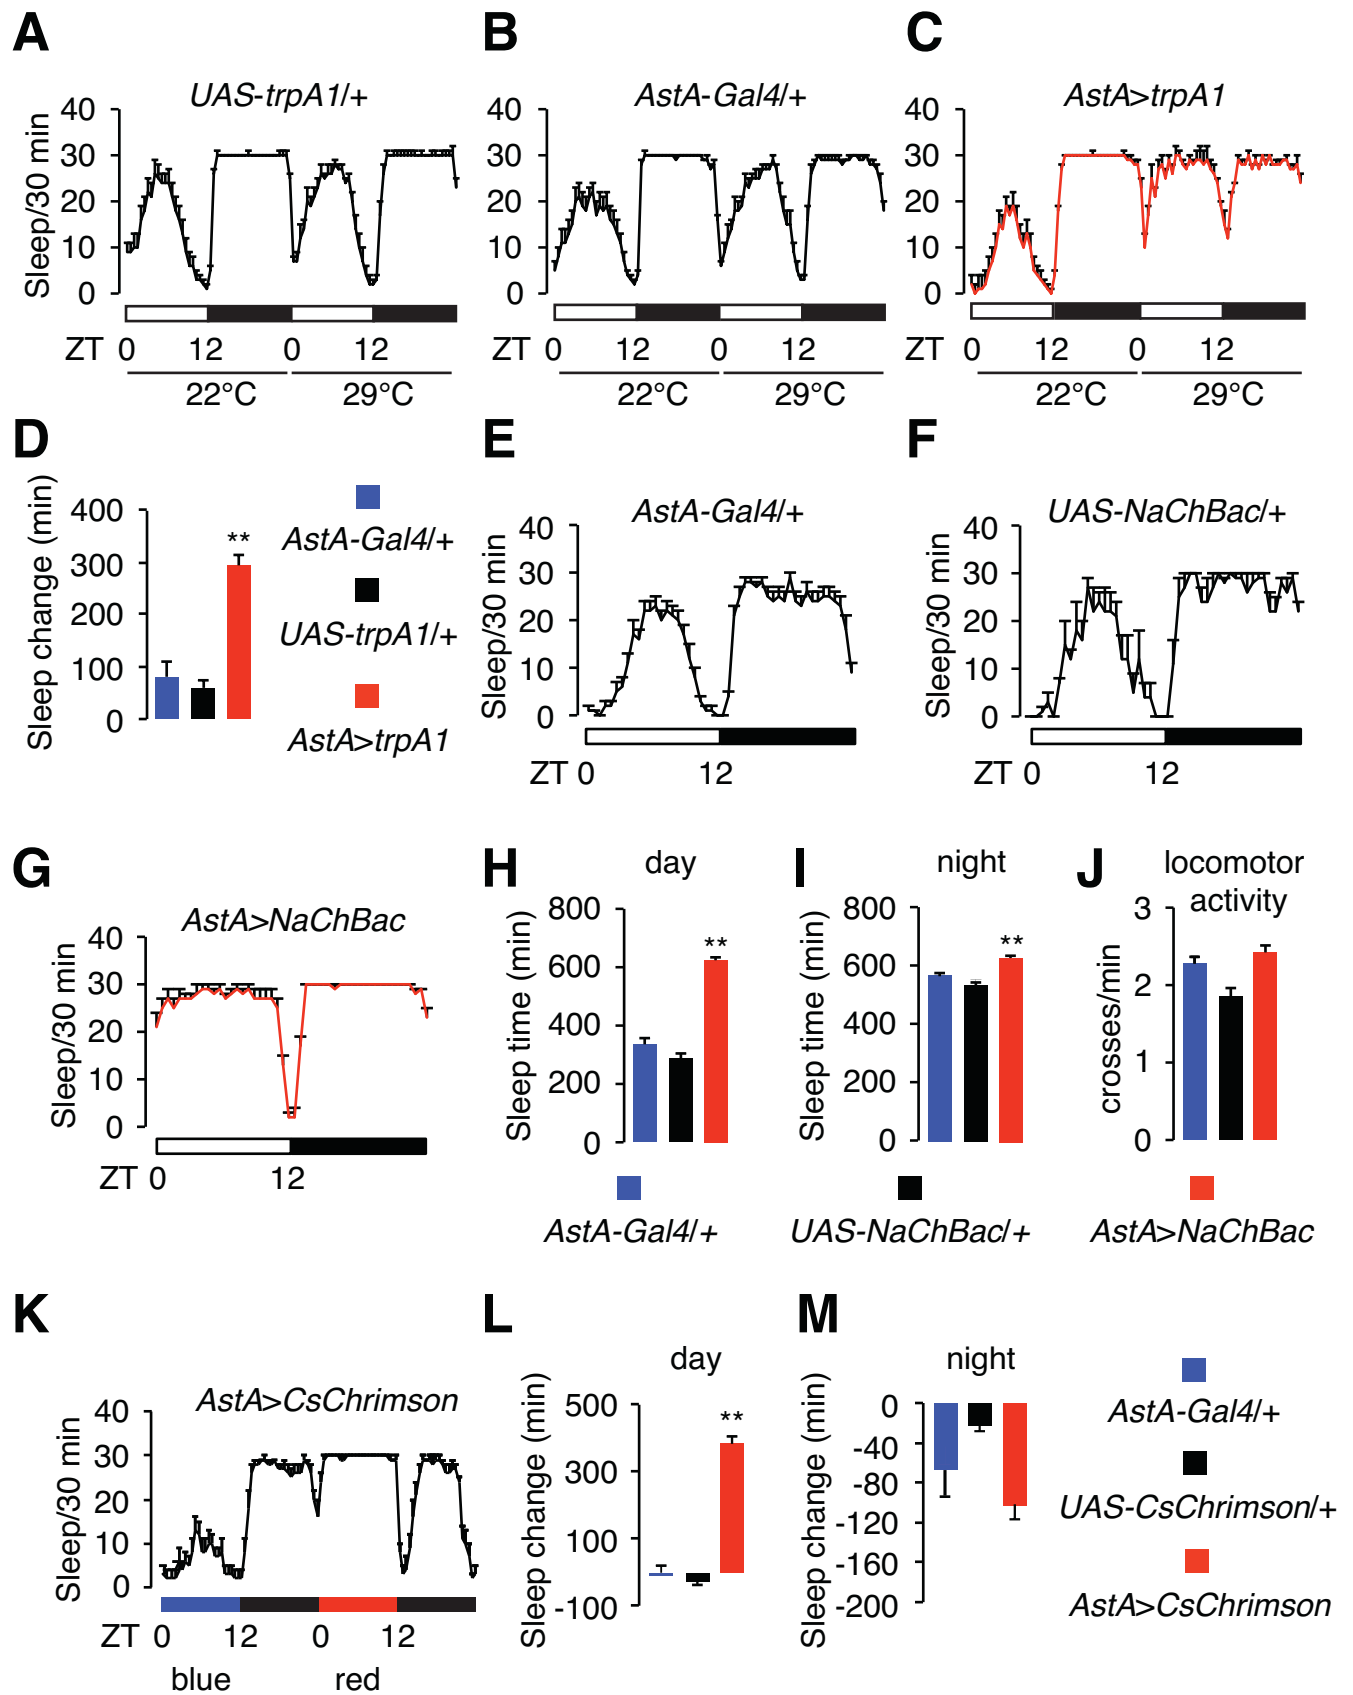 A
UAS-trpA1/+
Sleep/30 min
40
30
20
10
0
ZT 0 12 0 12
22°C 29°C
B
AstA-Gal4/+
40
30
20
10
0
ZT 0 12 0 12
22°C 29°C
C
AstA>trpA1
40
30
20
10
0
ZT 0 12 0 12
22°C 29°C
D
Sleep change (min)
400
300
200
100
0
**
AstA-Gal4/+
UAS-trpA1/+
AstA>trpA1
E
AstA-Gal4/+
Sleep/30 min
40
30
20
10
0
ZT 0 12
F
UAS-NaChBac/+
Sleep/30 min
40
30
20
10
0
ZT 0 12
G
AstA>NaChBac
Sleep/30 min
40
30
20
10
0
ZT 0 12
H
day
Sleep time (min)
800
600
400
200
0
**
I
night
Sleep time (min)
800
600
400
200
0
**
J
locomotor
activity
crosses/min
3
2
1
0
AstA-Gal4/+
UAS-NaChBac/+
AstA>NaChBac
K
AstA>CsChrimson
Sleep/30 min
40
30
20
10
0
ZT 0 12 0 12
blue red
L
day
Sleep change (min)
500
300
100
-100
**
M
night
Sleep change (min)
0
-40
-80
-120
-160
-200
AstA-Gal4/+
UAS-CsChrimson/+
AstA>CsChrimson